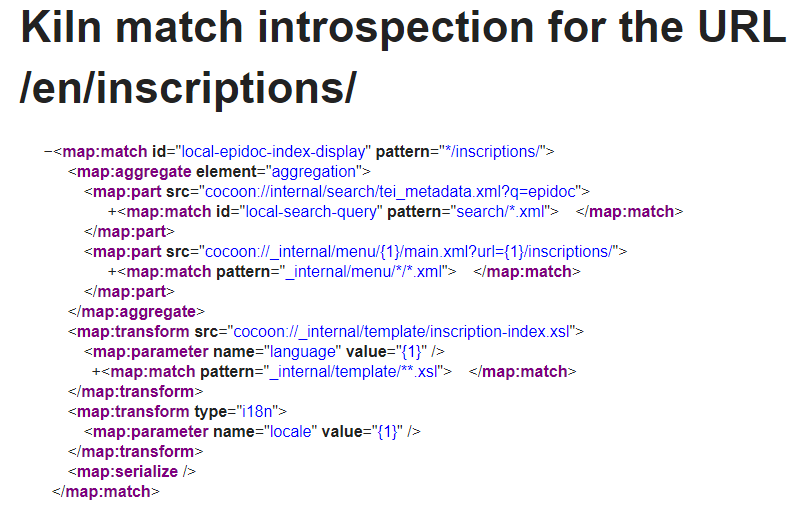 Kiln match introspection for the URL
/en/inscriptions/
−<map:match id="local-epidoc-index-display" pattern="*/inscriptions/">
<map:aggregate element="aggregation">
<map:part src="cocoon://internal/search/tei_metadata.xml?q=epidoc">
+<map:match id="local-search-query" pattern="search/*.xml"> </map:match>
</map:part>
<map:part src="cocoon://_internal/menu/{1}/main.xml?url={1}/inscriptions/">
+<map:match pattern="_internal/menu/*/*.xml"> </map:match>
</map:part>
</map:aggregate>
<map:transform src="cocoon://_internal/template/inscription-index.xsl">
<map:parameter name="language" value="{1}" />
+<map:match pattern="_internal/template/**.xsl"> </map:match>
</map:transform>
<map:transform type="i18n">
<map:parameter name="locale" value="{1}" />
</map:transform>
<map:serialize />
</map:match>